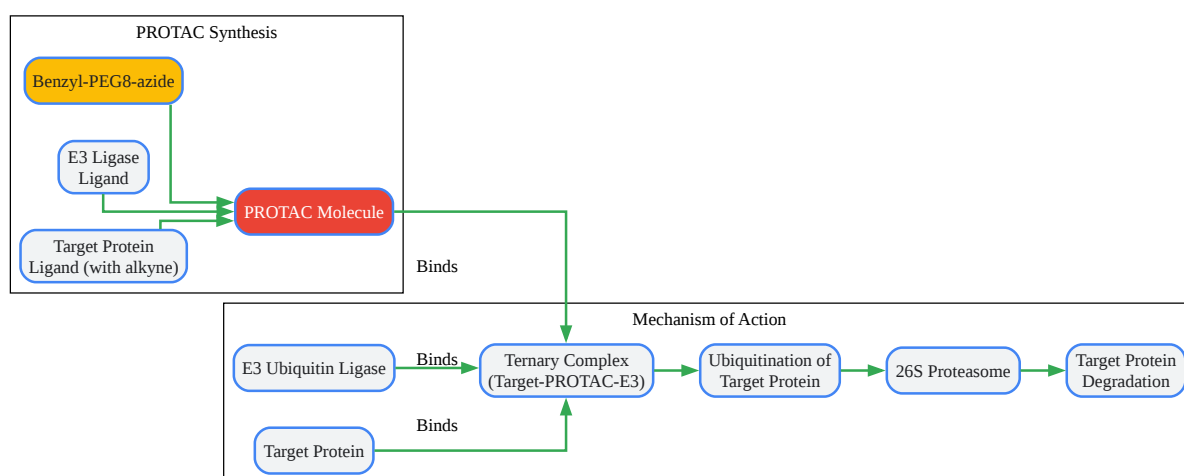 PROTAC Synthesis
Benzyl-PEG8-azide
E3 Ligase
Ligand
PROTAC Molecule
Target Protein
Ligand (with alkyne)
Binds
Mechanism of Action
E3 Ubiquitin Ligase
Binds
Ternary Complex
(Target-PROTAC-E3)
Ubiquitination of
Target Protein
26S Proteasome
Target Protein
Degradation
Binds
Target Protein